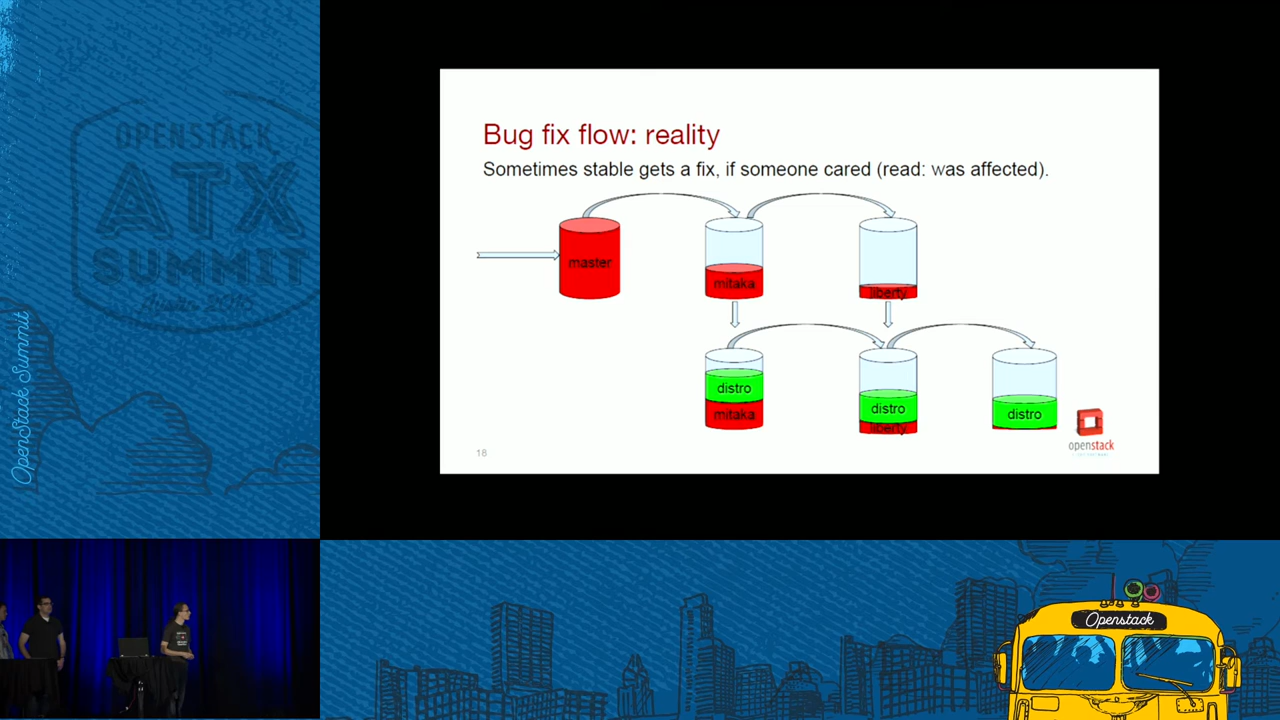 OPENSTACK
ATX
SUMMIT
OpenStack Summit
Bug fix flow: reality
Sometimes stable gets a fix, if someone cared (read: was affected).
master
mitaka
liberty
distro
mitaka
distro
liberty
distro
openstack
18
Openstack